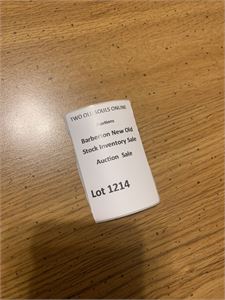 TWO OLD SOULS ONLINE
Auctions
Barberton New Old
Stock Inventory Sale
Auction Sale
Lot 1214